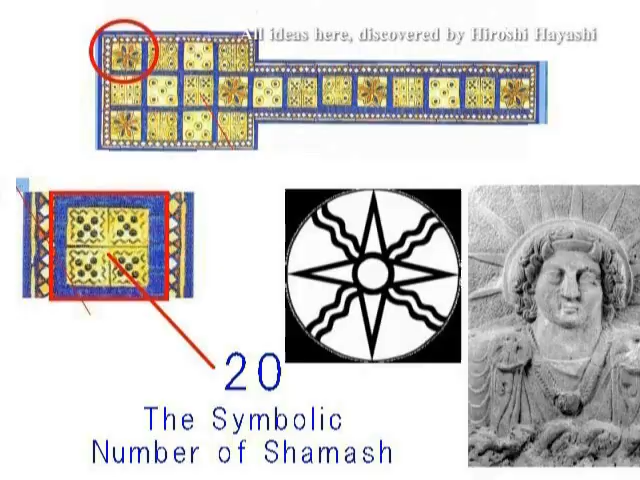 All ideas here, discovered by Hiroshi Hayashi
20
The Symbolic
Number of Shamash